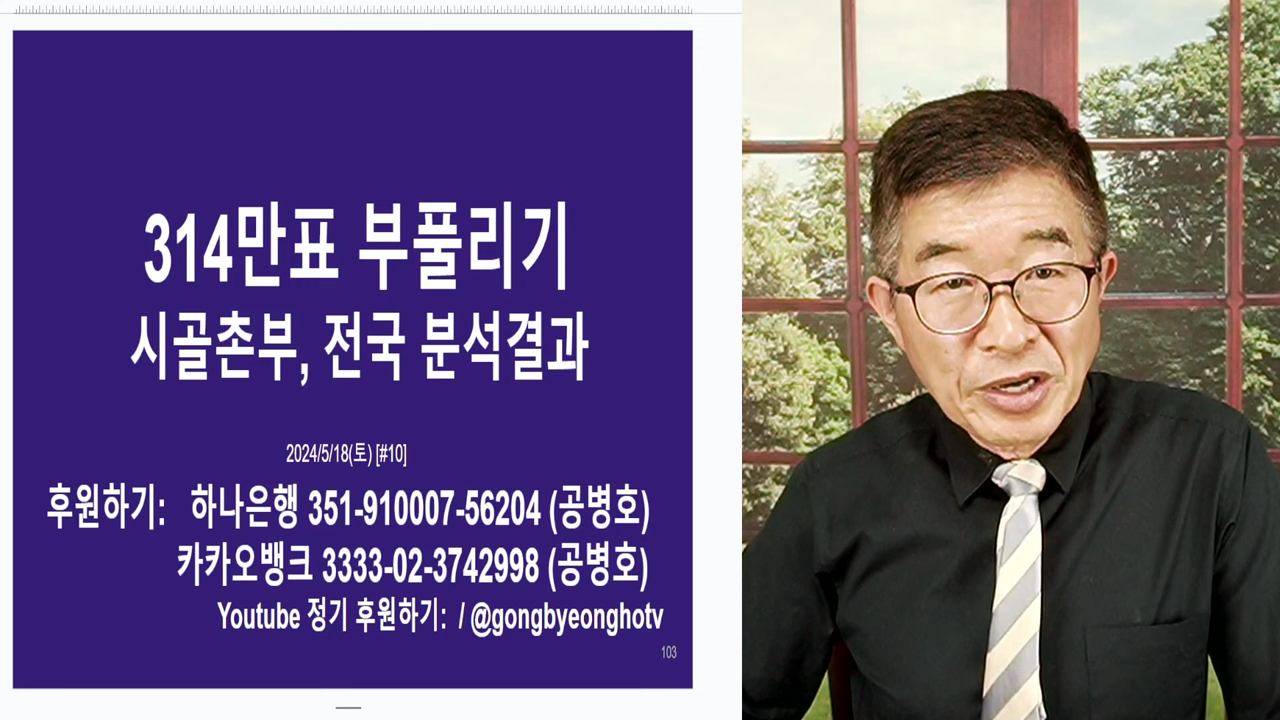 314만표 부풀리기
시골촌부, 전국 분석결과
2024/5/18(토) [#10]
후원하기: 하나은행 351-910007-56204 (공병호)
카카오뱅크 3333-02-3742998 (공병호)
Youtube 정기 후원하기: / @gongbyeonghotv
103